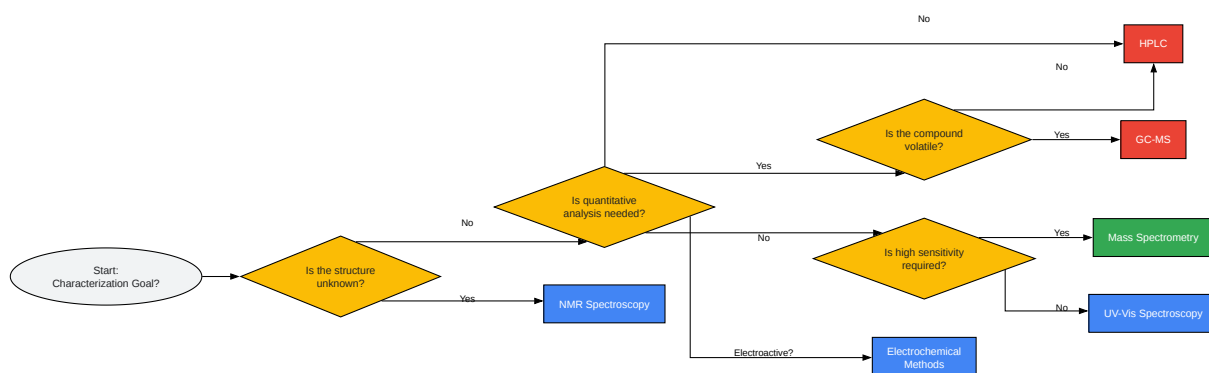 No
HPLC
No
Is the compound
volatile?
Yes
GC-MS
Yes
Is quantitative
analysis needed?
No
No
Is high sensitivity
required?
Yes
Mass Spectrometry
Start:
Characterization Goal?
Is the structure
unknown?
Yes
NMR Spectroscopy
No
UV-Vis Spectroscopy
Electroactive?
Electrochemical
Methods